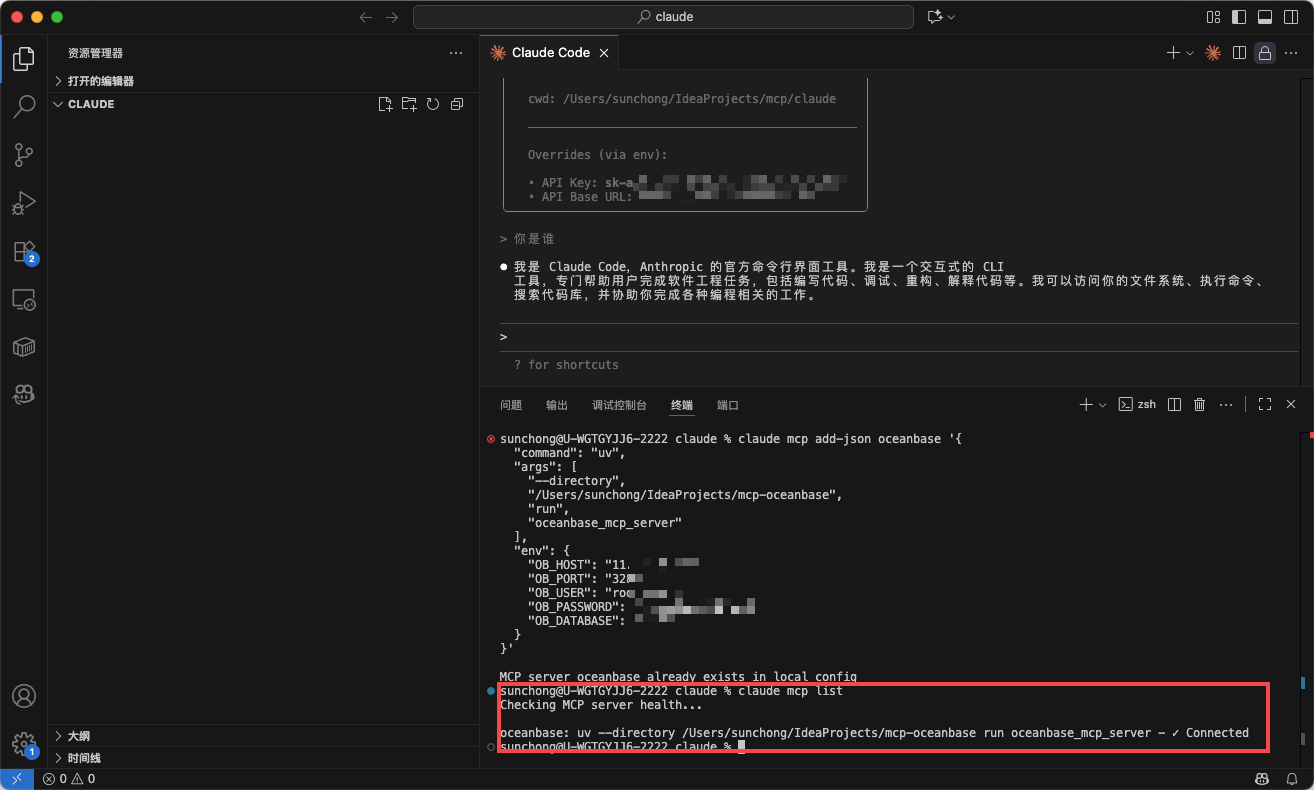 claude
资源管理器
打开的编辑器
CLAUDE
2
1
大纲
时间线
0
0
Claude Code
cwd: /Users/sunchong/IdeaProjects/mcp/claude
Overrides (via env):
• API Key: sk-a
• API Base URL:
> 你是谁
● 我是 Claude Code, Anthropic 的官方命令行界面工具。我是一个交互式的 CLI
工具，专门帮助用户完成软件工程任务，包括编写代码、调试、重构、解释代码等。我可以访问你的文件系统、执行命令、
搜索代码库，并协助你完成各种编程相关的工作。
>
? for shortcuts
问题 输出 调试控制台 终端 端口
zsh
sunchong@U-WGTGYJJ6-2222 claude % claude mcp add-json oceanbase '{
"command": "uv",
"args": [
"--directory",
"/Users/sunchong/IdeaProjects/mcp-oceanbase",
"run",
"oceanbase_mcp_server"
],
"env": {
"OB_HOST": "11.
"OB_PORT": "328
"OB_USER": "roo
"OB_PASSWORD":
"OB_DATABASE":
}
}'
MCP server oceanbase already exists in local config
sunchong@U-WGTGYJJ6-2222 claude % claude mcp list
Checking MCP server health...
oceanbase: uv --directory /Users/sunchong/IdeaProjects/mcp-oceanbase run oceanbase_mcp_server - ✓ Connected
sunchong@U-WGTGYJJ6-2222 claude %